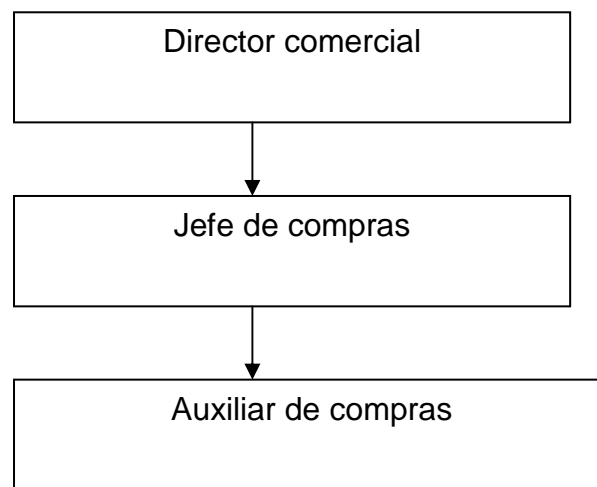 Director comercial
Jefe de compras
Auxiliar de compras